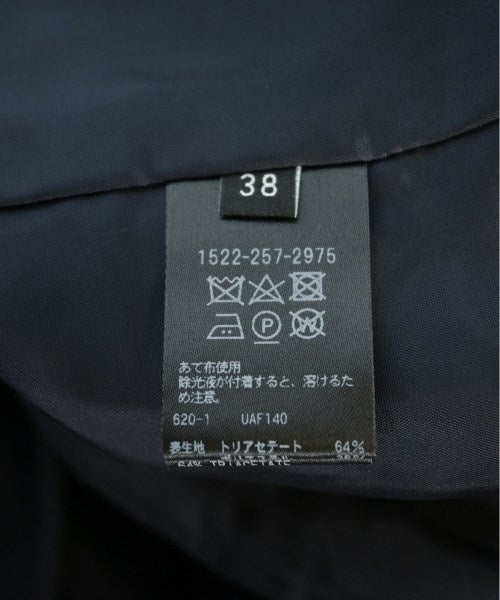 38
1522-257-2975
P W
あて布使用
除光液が付着すると、溶けるた
め注意。
620-1 UAF140
表生地 トリアセテート 64%
64% TRIACETATE